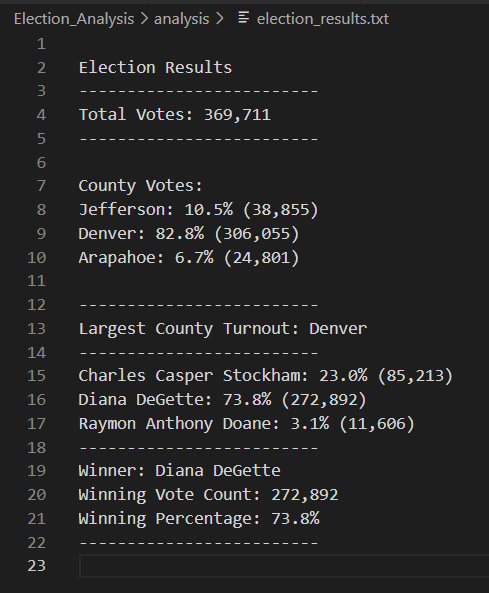 Election_Analysis > analysis > election_results.txt
1
2 Election Results
3 -------------------------
4 Total Votes: 369,711
5 -------------------------
6
7 County Votes:
8 Jefferson: 10.5% (38,855)
9 Denver: 82.8% (306,055)
10 Arapahoe: 6.7% (24,801)
11
12 -------------------------
13 Largest County Turnout: Denver
14 -------------------------
15 Charles Casper Stockham: 23.0% (85,213)
16 Diana DeGette: 73.8% (272,892)
17 Raymon Anthony Doane: 3.1% (11,606)
18 -------------------------
19 Winner: Diana DeGette
20 Winning Vote Count: 272,892
21 Winning Percentage: 73.8%
22 -------------------------
23